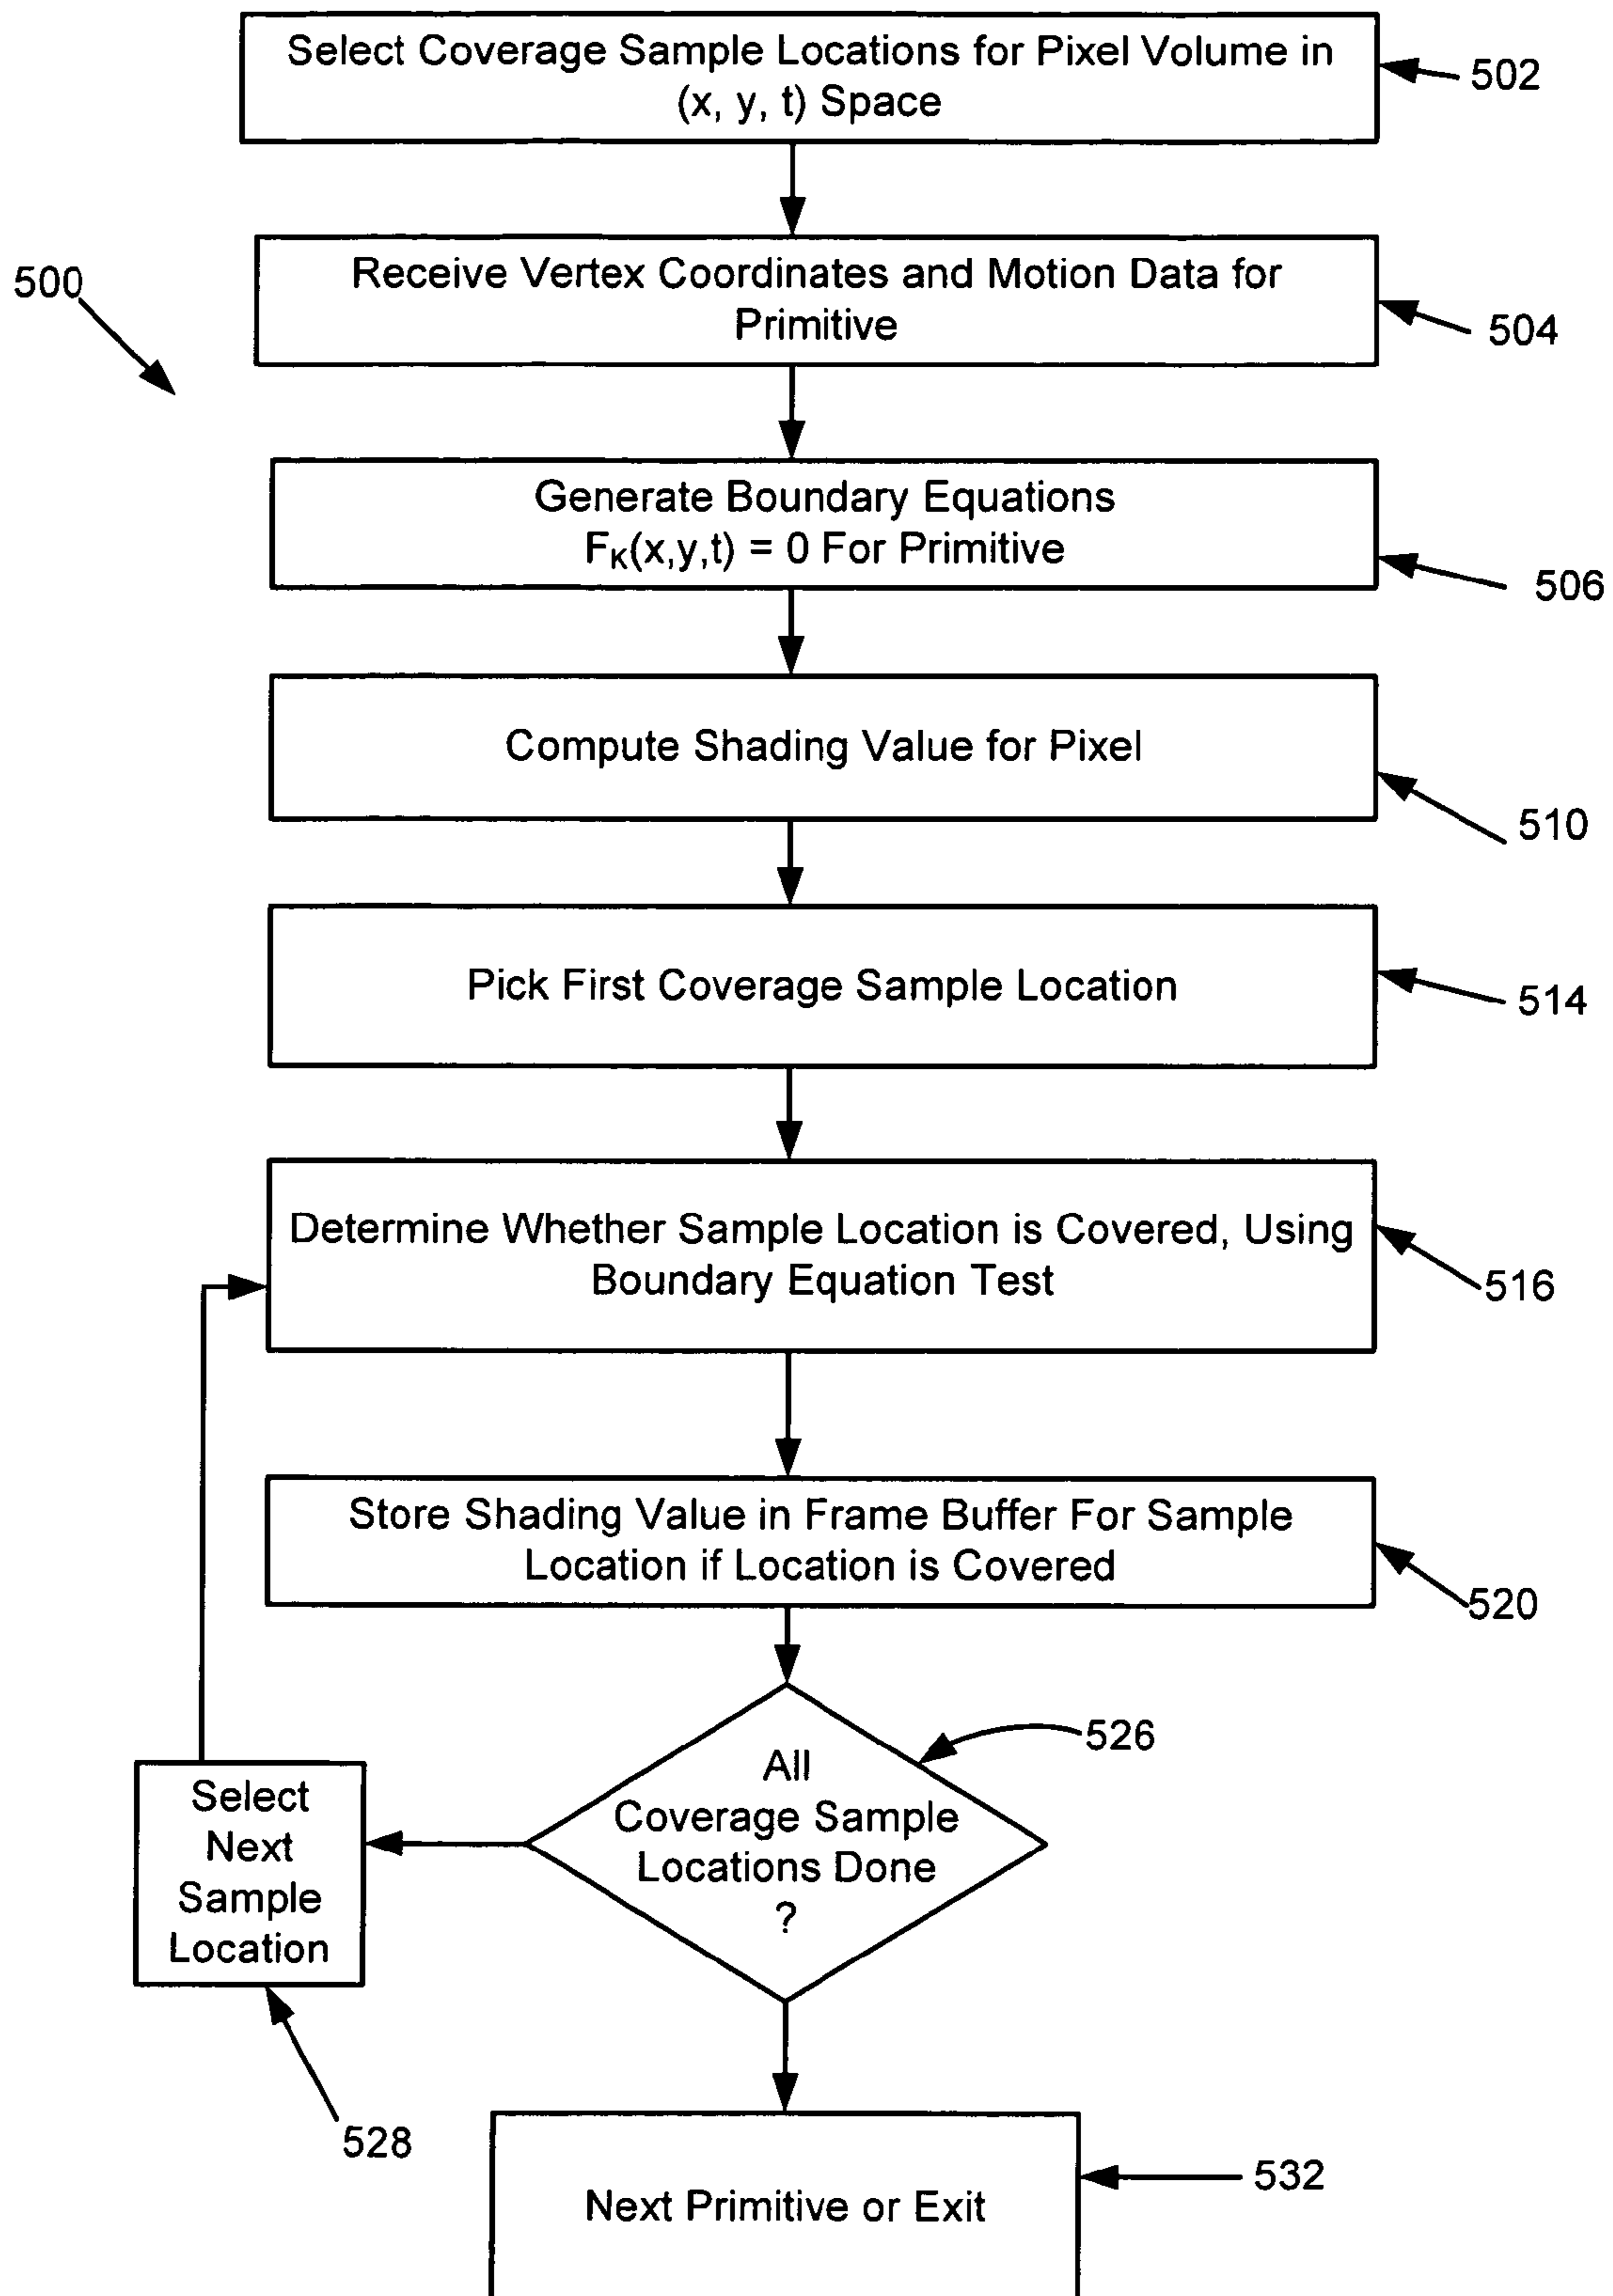 Select Coverage Sample Locations for Pixel Volume in
(x, y, t) Space
502
500
Receive Vertex Coordinates and Motion Data for
Primitive
504
Generate Boundary Equations
F_K(x,y,t) = 0 For Primitive
506
Compute Shading Value for Pixel
510
Pick First Coverage Sample Location
514
Determine Whether Sample Location is Covered, Using
Boundary Equation Test
516
Store Shading Value in Frame Buffer For Sample
Location if Location is Covered
520
526
All
Coverage Sample
Locations Done
?
Select
Next
Sample
Location
528
532
Next Primitive or Exit